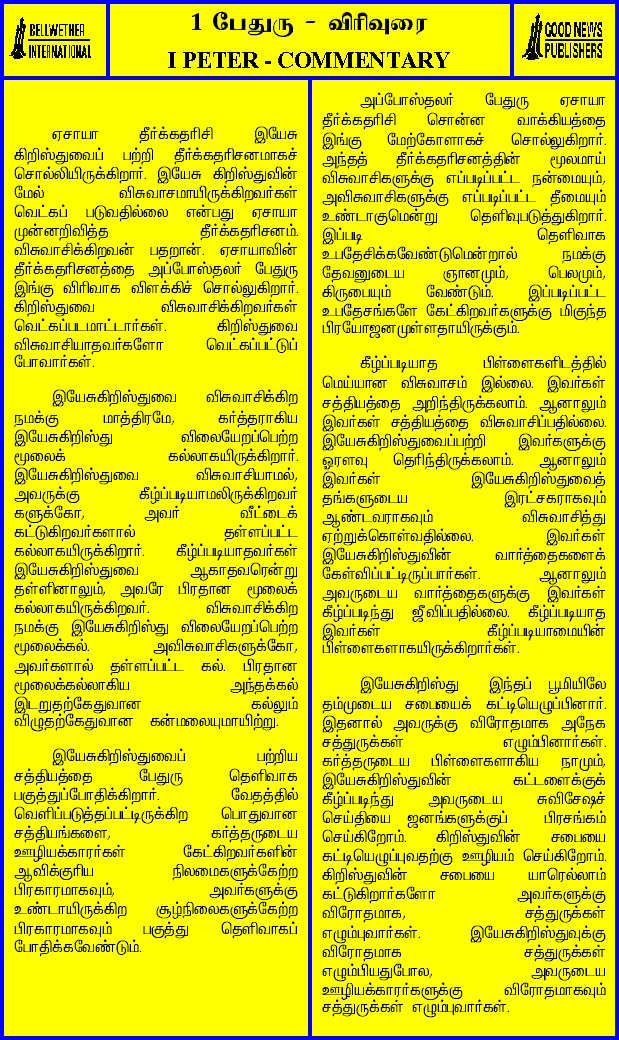 BELLWETHER
INTERNATIONAL
1 பேதுரு - விரிவுரை
I PETER - COMMENTARY
GOOD NEWS
PUBLISHERS
ஏசாயா தீர்க்கதரிசி இயேசு
கிறிஸ்துவைப் பற்றி தீர்க்கதரிசனமாகச்
சொல்லியிருக்கிறார். இயேசு கிறிஸ்துவின்
மேல் விசுவாசமாயிருக்கிறவர்கள்
வெட்கப் படுவதில்லை என்பது ஏசாயா
முன்னறிவித்த தீர்க்கதரிசனம்.
விசுவாசிக்கிறவன் பதறான். ஏசாயாவின்
தீர்க்கதரிசனத்தை அப்போஸ்தலர் பேதுரு
இங்கு விரிவாக விளக்கிச் சொல்லுகிறார்.
கிறிஸ்துவை விசுவாசிக்கிறவர்கள்
வெட்கப்படமாட்டார்கள். கிறிஸ்துவை
விசுவாசியாதவர்களோ வெட்கப்பட்டுப்
போவார்கள்.
இயேசுகிறிஸ்துவை விசுவாசிக்கிற
நமக்கு மாத்திரமே, கர்த்தராகிய
இயேசுகிறிஸ்து விலையேறப்பெற்ற
மூலைக் கல்லாகயிருக்கிறார்.
இயேசுகிறிஸ்துவை விசுவாசியாமல்,
அவருக்கு கீழ்ப்படியாமலிருக்கிறவர்
களுக்கோ, அவர் வீட்டைக்
கட்டுகிறவர்களால் தள்ளப்பட்ட
கல்லாகயிருக்கிறார். கீழ்ப்படியாதவர்கள்
இயேசுகிறிஸ்துவை ஆகாதவரென்று
தள்ளினாலும், அவரே பிரதான மூலைக்
கல்லாகயிருக்கிறவர். விசுவாசிக்கிற
நமக்கு இயேசுகிறிஸ்து விலையேறப்பெற்ற
மூலைக்கல். அவிசுவாசிகளுக்கோ,
அவர்களால் தள்ளப்பட்ட கல். பிரதான
மூலைக்கல்லாகிய அந்தக்கல்
இடறுதற்கேதுவான கல்லும்
விழுதற்கேதுவான கன்மலையுமாயிற்று.
இயேசுகிறிஸ்துவைப் பற்றிய
சத்தியத்தை பேதுரு தெளிவாக
பகுத்துப்போதிக்கிறார். வேதத்தில்
வெளிப்படுத்தப்பட்டிருக்கிற பொதுவான
சத்தியங்களை, கர்த்தருடைய
ஊழியக்காரர்கள் கேட்கிறவர்களின்
ஆவிக்குரிய நிலமைகளுக்கேற்ற
பிரகாரமாகவும், அவர்களுக்கு
உண்டாயிருக்கிற சூழ்நிலைகளுக்கேற்ற
பிரகாரமாகவும் பகுத்து தெளிவாகப்
போதிக்கவேண்டும்.
அப்போஸ்தலர் பேதுரு ஏசாயா
தீர்க்கதரிசி சொன்ன வாக்கியத்தை
இங்கு மேற்கோளாகச் சொல்லுகிறார்.
அந்தத் தீர்க்கதரிசனத்தின் மூலமாய்
விசுவாசிகளுக்கு எப்படிப்பட்ட நன்மையும்,
அவிசுவாசிகளுக்கு எப்படிப்பட்ட தீமையும்
உண்டாகுமென்று தெளிவுபடுத்துகிறார்.
இப்படி தெளிவாக
உபதேசிக்கவேண்டுமென்றால் நமக்கு
தேவனுடைய ஞானமும், பெலமும்,
கிருபையும் வேண்டும். இப்படிப்பட்ட
உபதேசங்களே கேட்கிறவர்களுக்கு மிகுந்த
பிரயோஜனமுள்ளதாயிருக்கும்.
கீழ்ப்படியாத பிள்ளைகளிடத்தில்
மெய்யான விசுவாசம் இல்லை. இவர்கள்
சத்தியத்தை அறிந்திருக்கலாம். ஆனாலும்
இவர்கள் சத்தியத்தை விசுவாசிப்பதில்லை.
இயேசுகிறிஸ்துவைப்பற்றி இவர்களுக்கு
ஓரளவு தெரிந்திருக்கலாம். ஆனாலும்
இவர்கள் இயேசுகிறிஸ்துவைத்
தங்களுடைய இரட்சகராகவும்
ஆண்டவராகவும் விசுவாசித்து
ஏற்றுக்கொள்வதில்லை. இவர்கள்
இயேசுகிறிஸ்துவின் வார்த்தைகளைக்
கேள்விப்பட்டிருப்பார்கள். ஆனாலும்
அவருடைய வார்த்தைகளுக்கு இவர்கள்
கீழ்ப்படிந்து ஜீவிப்பதில்லை. கீழ்ப்படியாத
இவர்கள் கீழ்ப்படியாமையின்
பிள்ளைகளாகயிருக்கிறார்கள்.
இயேசுகிறிஸ்து இந்தப் பூமியிலே
தம்முடைய சபையைக் கட்டியெழுப்பினார்.
இதனால் அவருக்கு விரோதமாக அநேக
சத்துருக்கள் எழும்பினார்கள்.
கர்த்தருடைய பிள்ளைகளாகிய நாமும்,
இயேசுகிறிஸ்துவின் கட்டளைக்குக்
கீழ்ப்படிந்து அவருடைய சுவிசேஷச்
செய்தியை ஜனங்களுக்குப் பிரசங்கம்
செய்கிறோம். கிறிஸ்துவின் சபையை
கட்டியெழுப்புவதற்கு ஊழியம் செய்கிறோம்.
கிறிஸ்துவின் சபையை யாரெல்லாம்
கட்டுகிறார்களோ அவர்களுக்கு
விரோதமாக, சத்துருக்கள்
எழும்புவார்கள். இயேசுகிறிஸ்துவுக்கு
விரோதமாக சத்துருக்கள்
எழும்பியதுபோல, அவருடைய
ஊழியக்காரர்களுக்கு விரோதமாகவும்
சத்துருக்கள் எழும்புவார்கள்.